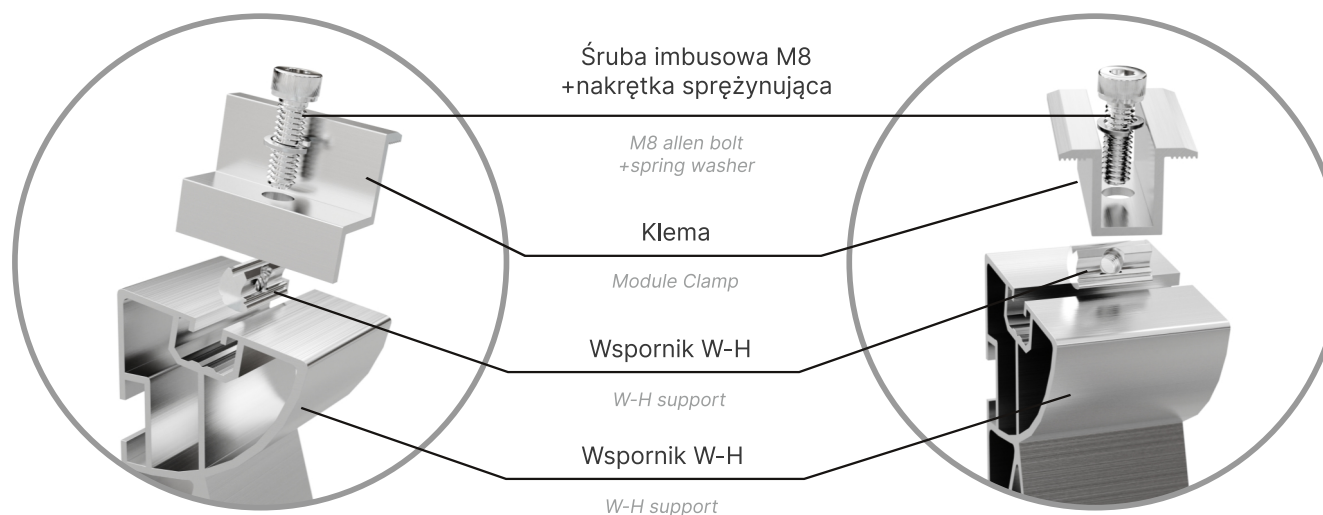 Śruba imbusowa M8
+nakrętka sprężynująca
M8 allen bolt
+spring washer
Klema
Module Clamp
Wspornik W-H
W-H support
Wspornik W-H
W-H support